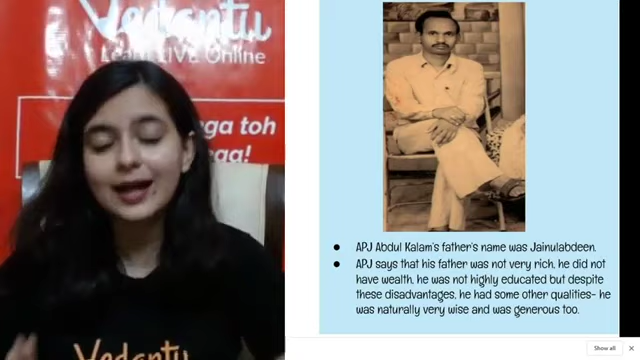 Vedantu
Learn LIVE Online
ga toh
Vedantu
● APJ Abdul Kalam's father's name was Jainulabdeen.
● APJ says that his father was not very rich, he did not
have wealth, he was not highly educated but despite
these disadvantages, he had some other qualities- he
was naturally very wise and was generous too.
Show all